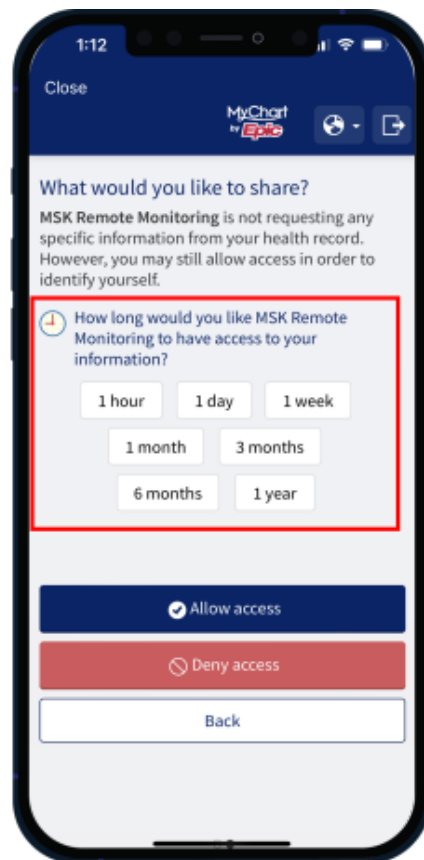 1:12
Close
MyChart
by Epic
What would you like to share?
MSK Remote Monitoring is not requesting any
specific information from your health record.
However, you may still allow access in order to
identify yourself.
How long would you like MSK Remote
Monitoring to have access to your
information?
1 hour 1 day 1 week
1 month 3 months
6 months 1 year
Allow access
Deny access
Back